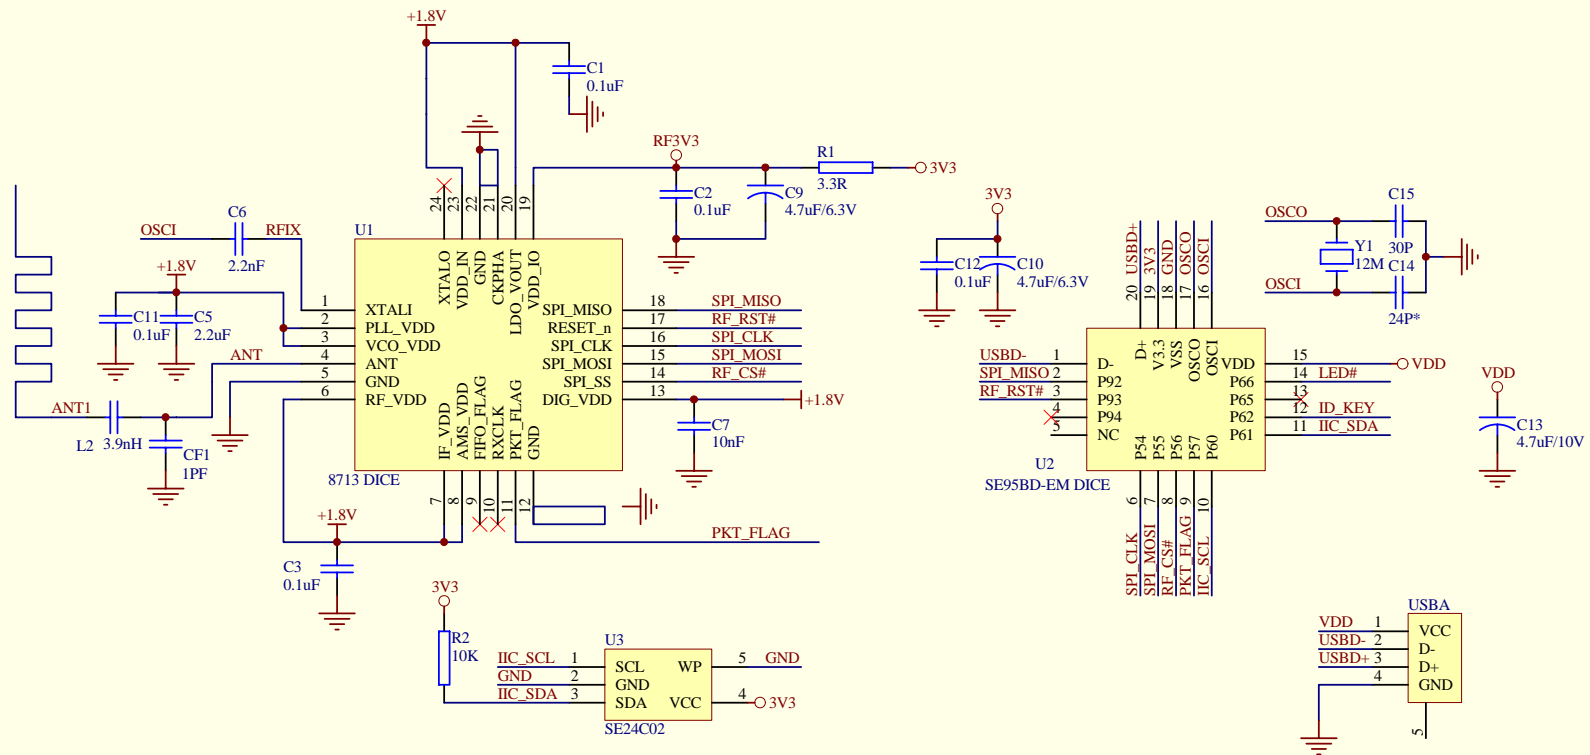 +1.8V
C1
0.1uF
RF3V3
R1
3.3R
3V3
C2
0.1uF
C9
4.7uF/6.3V
OSCI
C6
2.2nF
RFIX
+1.8V
C11
0.1uF
C5
2.2uF
ANT
ANT1
L2
3.9nH
CF1
1PF
U1
24
23
22
21
20
19
XTALO
VDD_IN
GND
CKPHA
LDO_VOUT
VDD_IO
1
XTALI
2
PLL_VDD
3
VCO_VDD
4
ANT
5
GND
6
RF_VDD
SPI_MISO
18
SPI_MISO
RESET_n
17
RF_RST#
SPI_CLK
16
SPI_CLK
SPI_MOSI
15
SPI_MOSI
SPI_SS
14
RF_CS#
DIG_VDD
13
+1.8V
IF_VDD
AMS_VDD
FIFO_FLAG
RXCLK
PKT_FLAG
GND
7
8
9
10
11
12
8713 DICE
C7
10nF
PKT_FLAG
+1.8V
C3
0.1uF
3V3
R2
10K
U3
IIC_SCL
1
SCL
GND
2
GND
IIC_SDA
3
SDA
WP
5
GND
VCC
4
3V3
SE24C02
3V3
C12
0.1uF
C10
4.7uF/6.3V
USBD+
3V3
GND
OSCO
OSCI
20
19
18
17
16
D+
V3.3
VSS
OSCO
OSCI
USBD-
1
D-
SPI_MISO
2
P92
RF_RST#
3
P93
4
P94
5
NC
VDD
15
VDD
P66
14
LED#
P65
13
P62
12
ID_KEY
P61
11
IIC_SDA
P54
P55
P56
P57
P60
6
7
8
9
10
SPI_CLK
SPI_MOSI
RF_CS#
PKT_FLAG
IIC_SCL
U2
SE95BD-EM DICE
OSCO
C15
30P
Y1
12M
OSCI
C14
24P*
VDD
C13
4.7uF/10V
USBA
VDD
1
VCC
USBD-
2
D-
USBD+
3
D+
4
GND
5